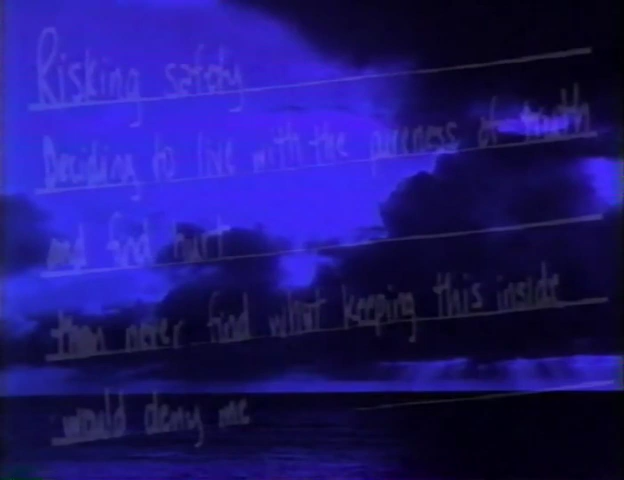 Risking safety
Deciding to live with the pureness of truth
and find hurt
than never find what keeping this inside
would deny me